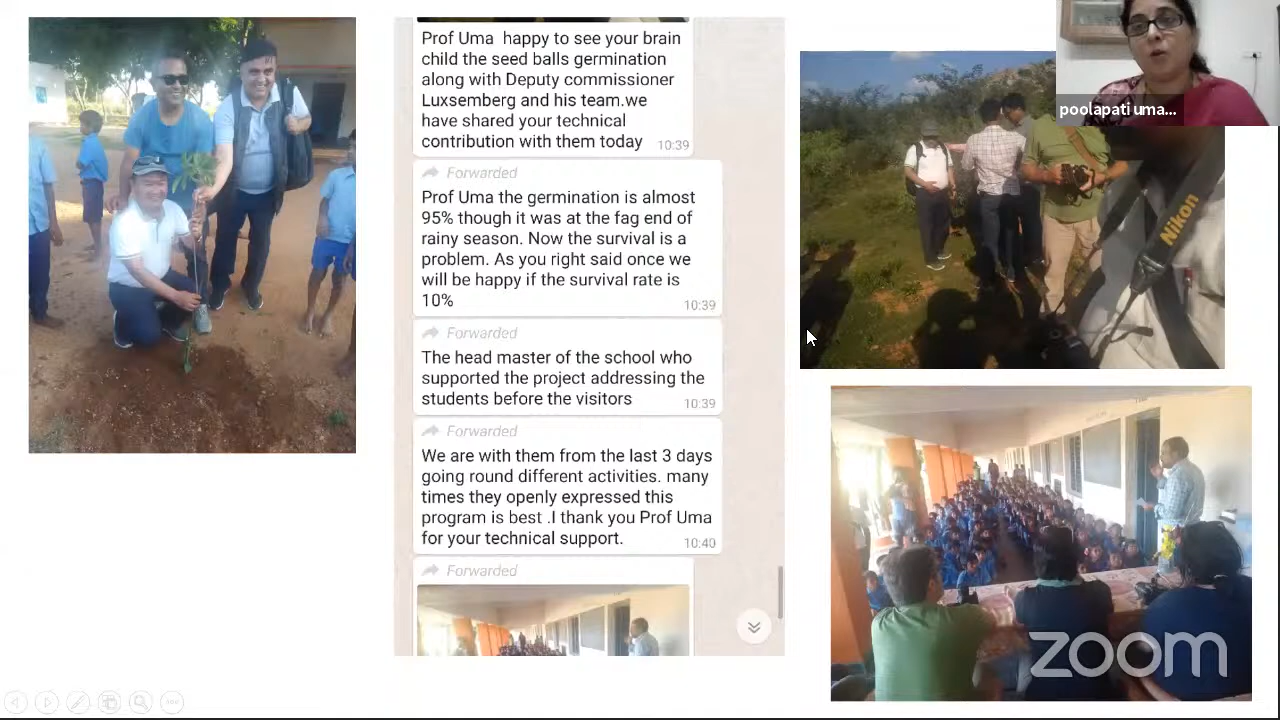 Prof Uma happy to see your brain
child the seed balls germination
along with Deputy commissioner
Luxsemberg and his team.we
have shared your technical
contribution with them today 10:39
Forwarded
Prof Uma the germination is almost
95% though it was at the fag end of
rainy season. Now the survival is a
problem. As you right said once we
will be happy if the survival rate is
10% 10:39
Forwarded
The head master of the school who
supported the project addressing the
students before the visitors 10:39
Forwarded
We are with them from the last 3 days
going round different activities. many
times they openly expressed this
program is best .I thank you Prof Uma
for your technical support. 10:40
Forwarded
poolapati uma...
Nikon
zoom